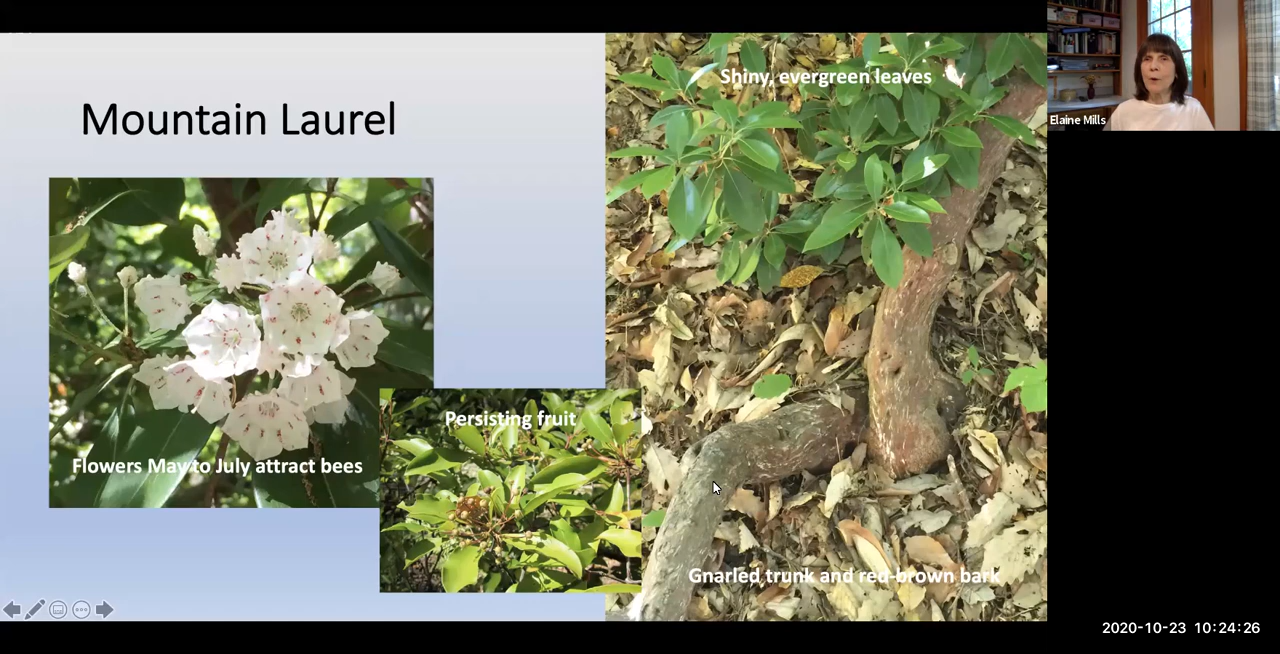 Mountain Laurel
Flowers May to July attract bees
Persisting fruit
Shiny, evergreen leaves
Gnarled trunk and red-brown bark
Elaine Mills
2020-10-23 10:24:26